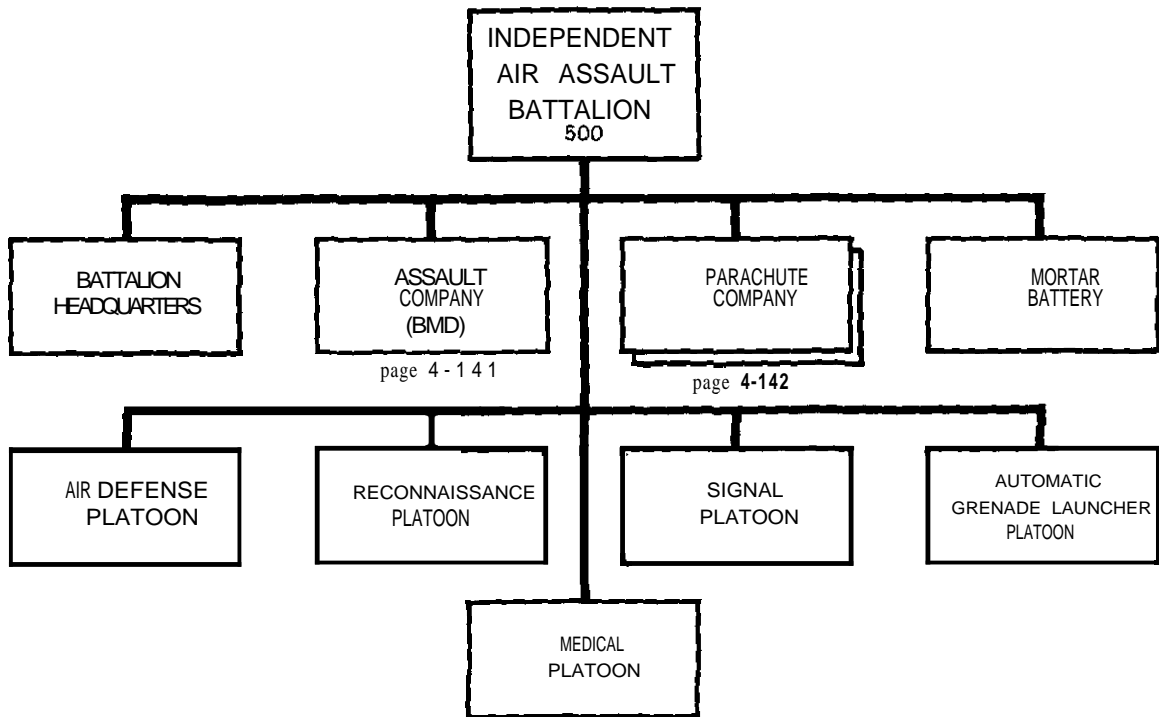 INDEPENDENT
AIR ASSAULT
BATTALION
500
BATTALION
HEADQUARTERS
ASSAULT
COMPANY
(BMD)
page 4-141
PARACHUTE
COMPANY
page 4-142
MORTAR
BATTERY
AIR DEFENSE
PLATOON
RECONNAISSANCE
PLATOON
SIGNAL
PLATOON
AUTOMATIC
GRENADE LAUNCHER
PLATOON
MEDICAL
PLATOON